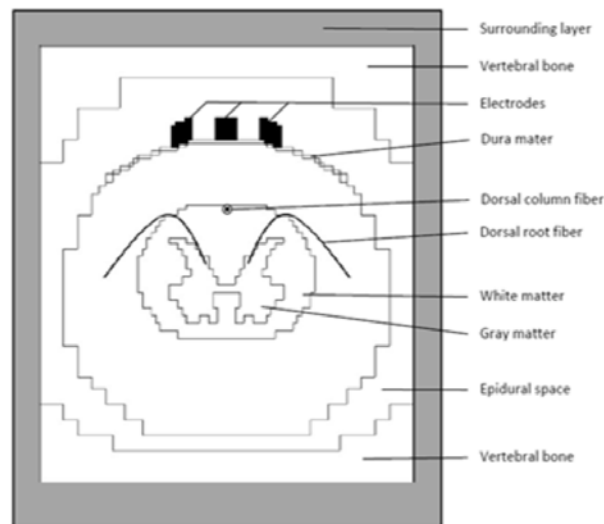 Surrounding layer
Vertebral bone
Electrodes
Dura mater
Dorsal column fiber
Dorsal root fiber
White matter
Gray matter
Epidural space
Vertebral bone